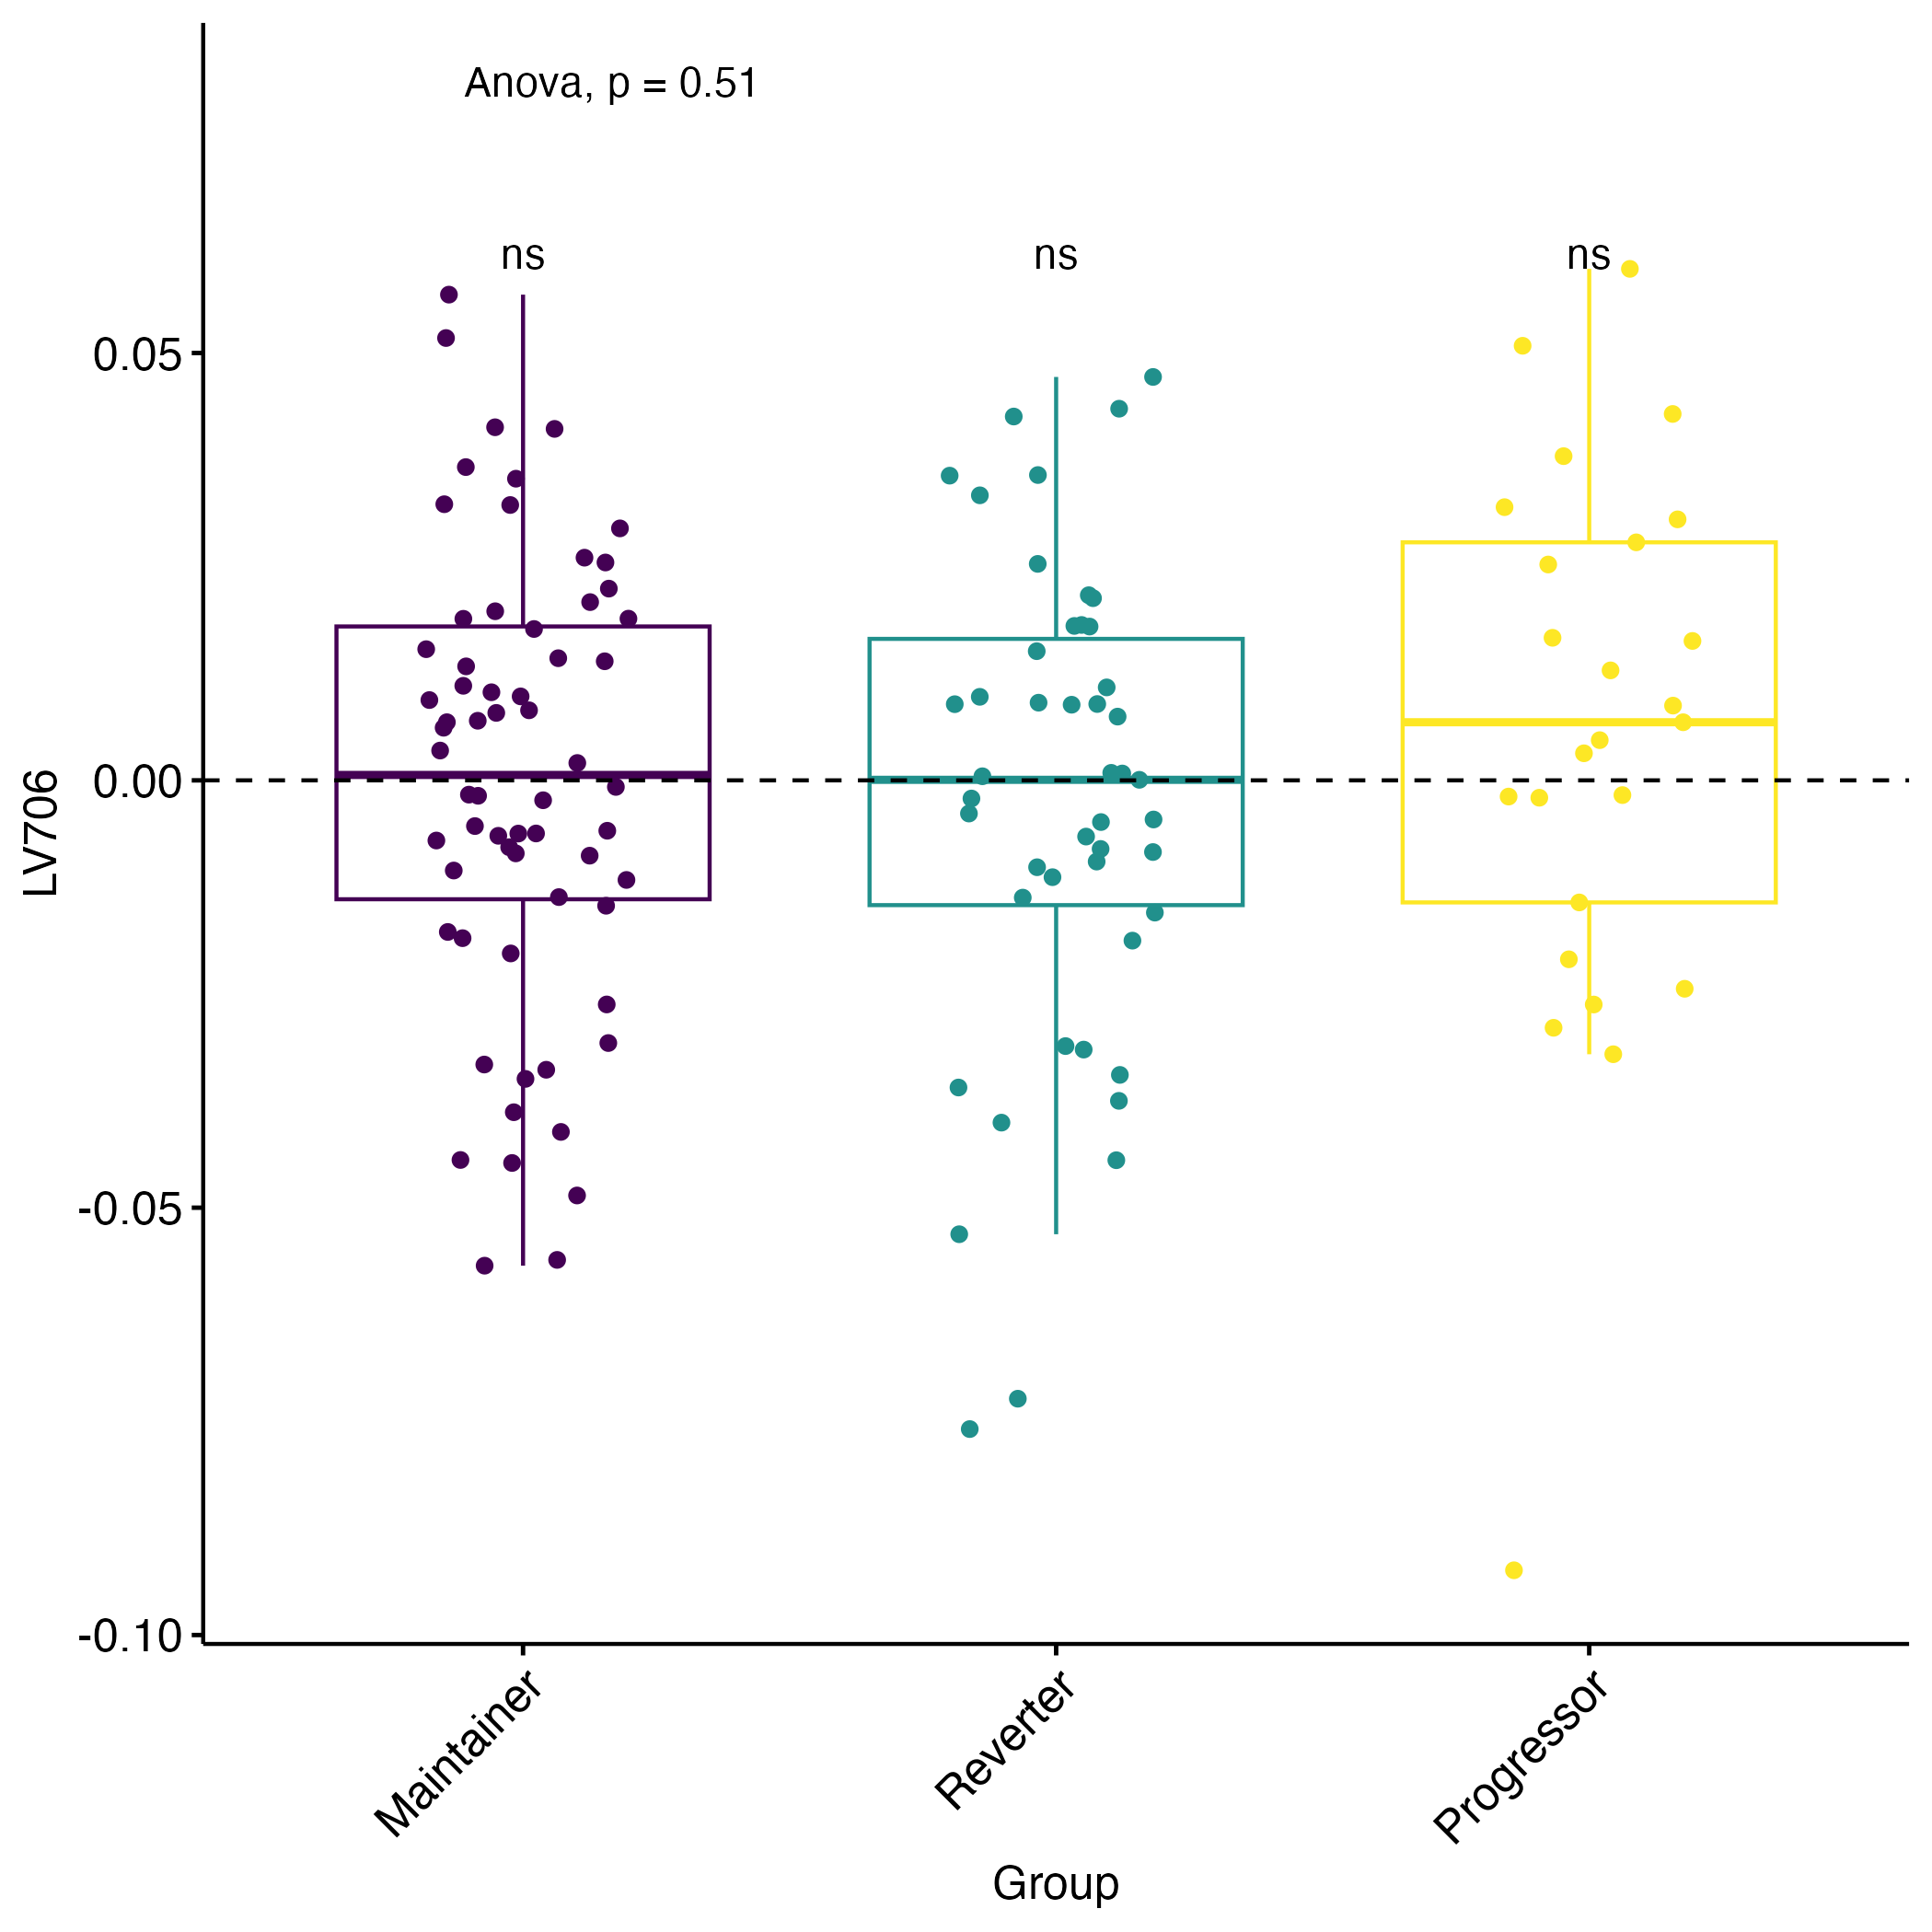 Anova, p = 0.51
ns ns ns
0.05
0.00
-0.05
-0.10
LV706
Maintainer Reverter Progressor
Group